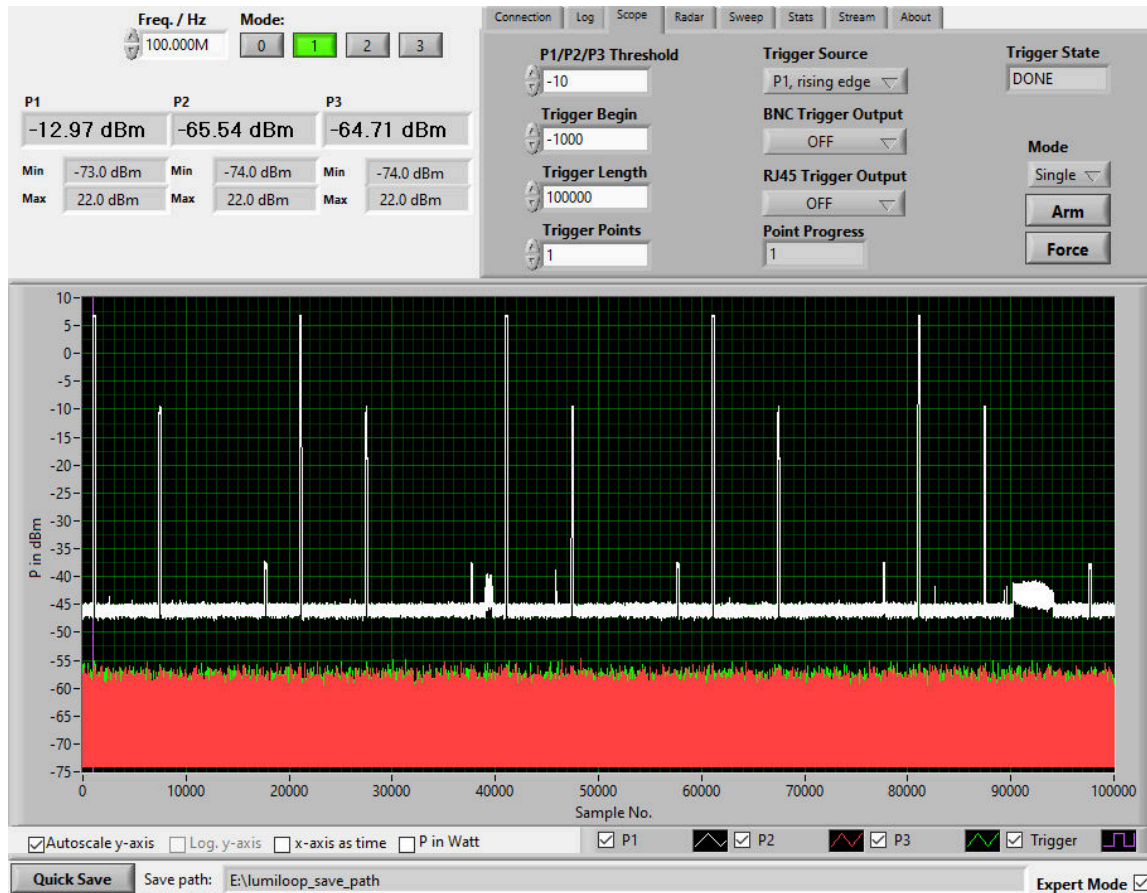 Freq. / Hz
100.000M
Mode:
0 1 2 3
P1 P2 P3
-12.97 dBm -65.54 dBm -64.71 dBm
Min -73.0 dBm Min -74.0 dBm Min -74.0 dBm
Max 22.0 dBm Max 22.0 dBm Max 22.0 dBm
Connection Log Scope Radar Sweep Stats Stream About
P1/P2/P3 Threshold
-10
Trigger Begin
-1000
Trigger Length
100000
Trigger Points
1
Trigger Source
P1, rising edge
BNC Trigger Output
OFF
RJ45 Trigger Output
OFF
Point Progress
1
Trigger State
DONE
Mode
Single
Arm
Force
P in dBm
10
5
0
-5
-10
-15
-20
-25
-30
-35
-40
-45
-50
-55
-60
-65
-70
-75
0 10000 20000 30000 40000 50000 60000 70000 80000 90000 100000
Sample No.
Autoscale y-axis Log. y-axis x-axis as time P in Watt P1 P2 P3 Trigger
Quick Save Save path: E:\lumiloop_save_path Expert Mode